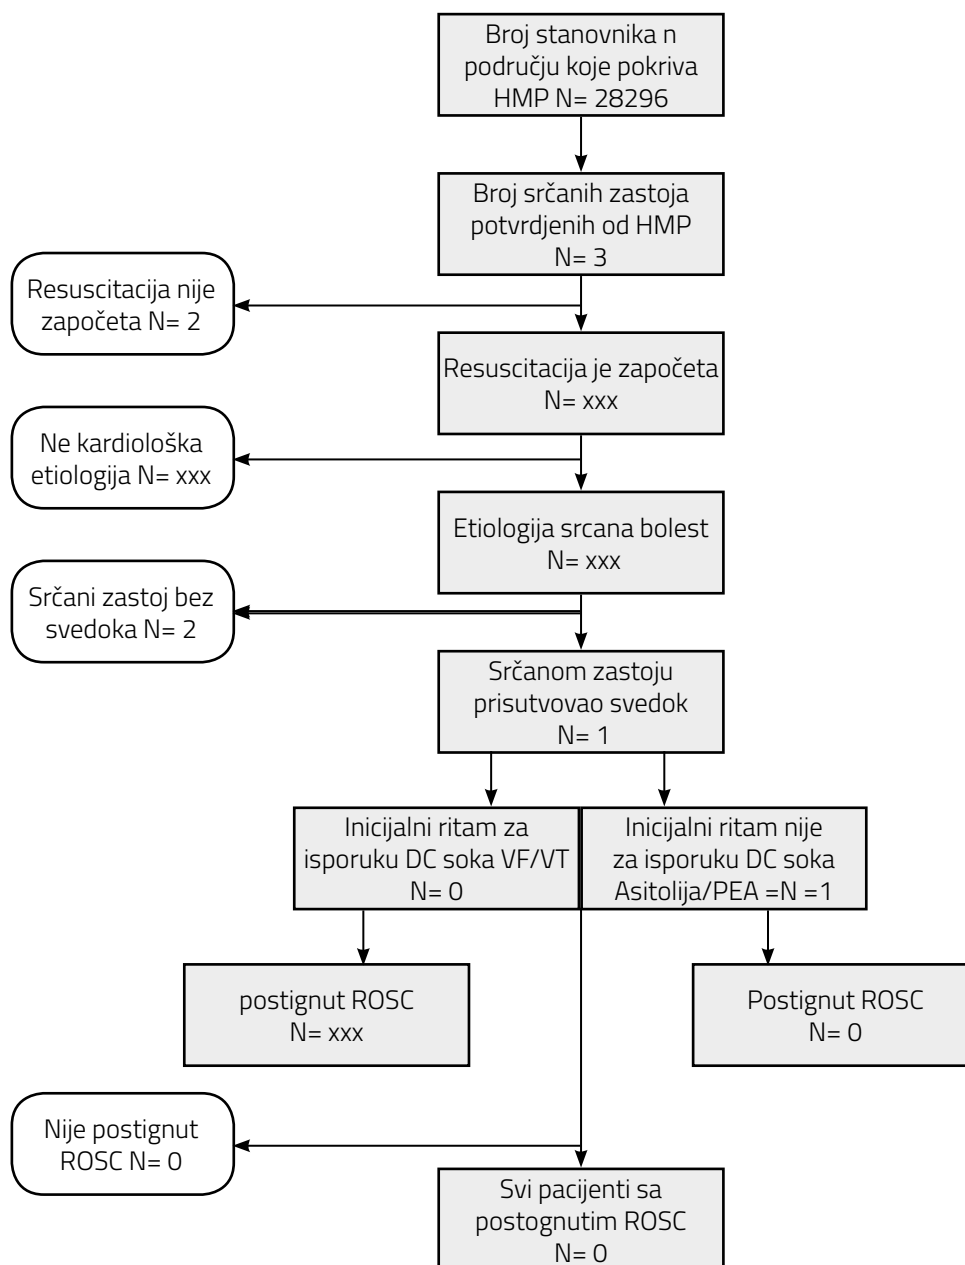 Broj stanovnika n
području koje pokriva
HMP N= 28296
Broj srčanih zastoja
potvrdjenih od HMP
N= 3
Resuscitacija nije
započeta N= 2
Resuscitacija je započeta
N= xxx
Ne kardiološka
etiologija N= xxx
Etiologija srcana bolest
N= xxx
Srčani zastoj bez
svedoka N= 2
Srčanom zastoju
prisutvovao svedok
N= 1
Inicijalni ritam za
isporuku DC soka VF/VT
N= 0
Inicijalni ritam nije
za isporuku DC soka
Asitolija/PEA =N =1
postignut ROSC
N= xxx
Postignut ROSC
N= 0
Nije postignut
ROSC N= 0
Svi pacijenti sa
postognutim ROSC
N= 0